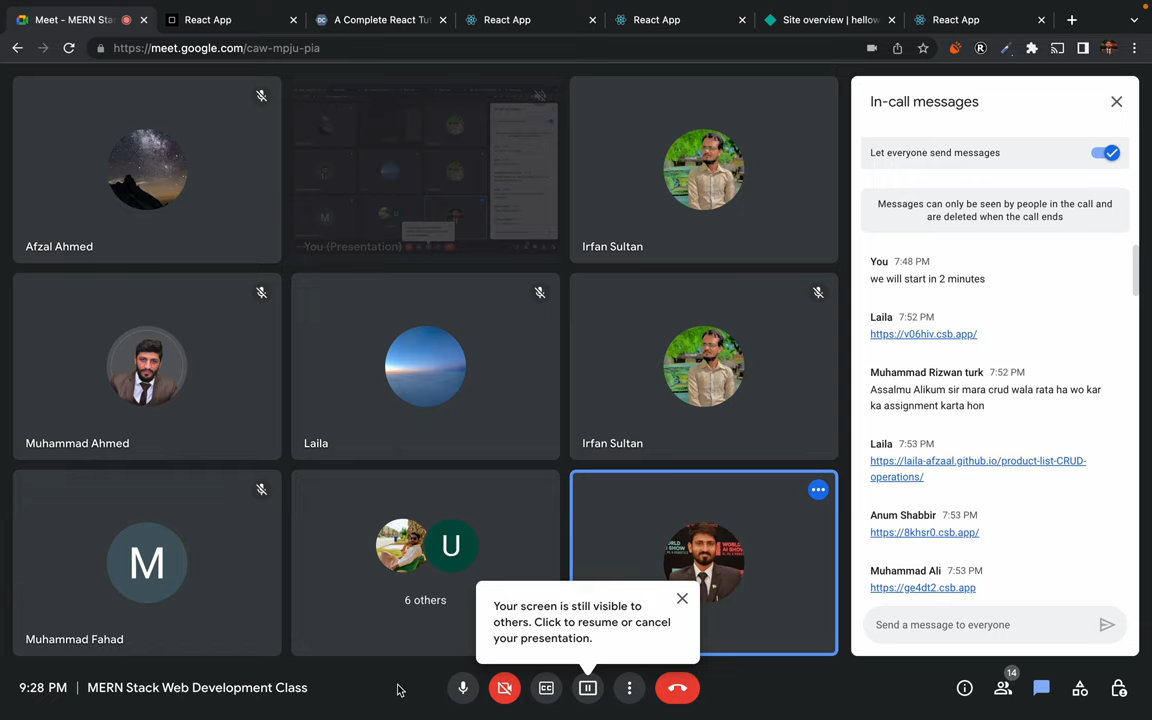 Meet - MERN Sta
React App
A Complete React Tut
React App
React App
Site overview | hellow
React App
https://meet.google.com/caw-mpju-pia
Afzal Ahmed
You (Presentation)
Irfan Sultan
Muhammad Ahmed
Laila
Irfan Sultan
M
Muhammad Fahad
U
6 others
WORLD
AI SHOW
Your screen is still visible to
others. Click to resume or cancel
your presentation.
In-call messages
Let everyone send messages
Messages can only be seen by people in the call and
are deleted when the call ends
You 7:48 PM
we will start in 2 minutes
Laila 7:52 PM
https://v06hiv.csb.app/
Muhammad Rizwan turk 7:52 PM
Assalmu Alikum sir mara crud wala rata ha wo kar
ka assignment karta hon
Laila 7:53 PM
https://laila-afzaal.github.io/product-list-CRUD-
operations/
Anum Shabbir 7:53 PM
https://8khsr0.csb.app/
Muhammad Ali 7:53 PM
https://ge4dt2.csb.app
Send a message to everyone
9:28 PM | MERN Stack Web Development Class
14